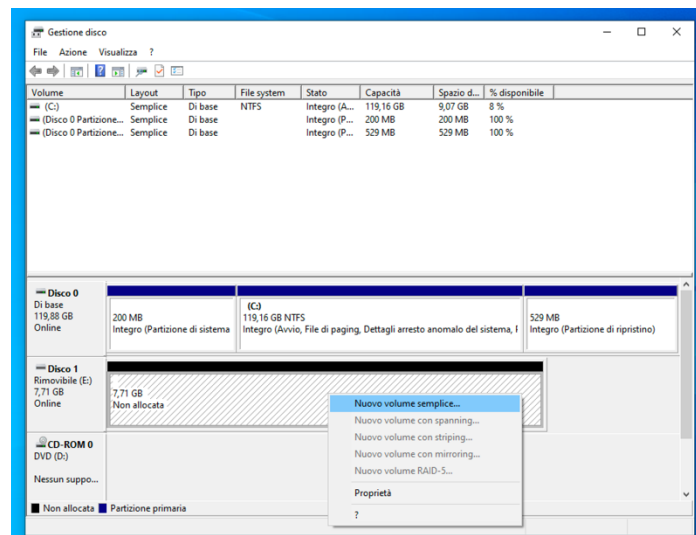 Gestione disco
File Azione Visualizza ?
Volume Layout Tipo File system Stato Capacità Spazio d... % disponibile
(C:) Semplice Di base NTFS Integro (A... 119,16 GB 9,07 GB 8 %
(Disco 0 Partizione... Semplice Di base Integro (P... 200 MB 200 MB 100 %
(Disco 0 Partizione... Semplice Di base Integro (P... 529 MB 529 MB 100 %
Disco 0
Di base
119,88 GB
Online
200 MB
Integro (Partizione di sistema
(C:)
119,16 GB NTFS
Integro (Avvio, File di paging, Dettagli arresto anomalo del sistema, 
529 MB
Integro (Partizione di ripristino)
Disco 1
Rimovibile (E:)
7,71 GB
Online
7,71 GB
Non allocata
Nuovo volume semplice...
Nuovo volume con spanning...
Nuovo volume con striping...
Nuovo volume con mirroring...
Nuovo volume RAID-5...
Proprietà
?
CD-ROM 0
DVD (D:)
Nessun suppo...
Non allocata Partizione primaria